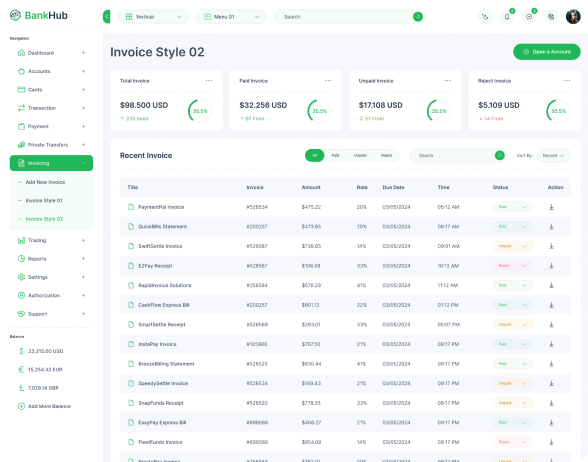 BankHub
Vertical
Menu 01
Search
2
2
Navigation
Dashboard +
Accounts +
Cards +
Transaction +
Payment +
Private Transfers +
Invoicing
Add New Invoice
Invoice Style 01
Invoice Style 02
Trading +
Reports +
Settings +
Authorization +
Support +
Balance
$ 33,215.00 USD
€ 15,254.32 EUR
£ 7,029.14 GBP
Add More Balance
Invoice Style 02
Open a Account
Total Invoice ...
$98.500 USD
↑ 235 Send
35.5%
Paid Invoice ...
$32.256 USD
↑ 97 From
35.5%
Unpaid Invoice ...
$17.108 USD
57 From
35.5%
Reject Invoice ...
$5.109 USD
↓ 14 From
35.5%
Recent Invoice
All Paid Unpaid Reject
Search
Sort By : Recent
Title Invoice Amount Rate Due Date Time Status Action
PaymentPal Invoice #526534 $475.22 20% 03/05/2024 05:12 AM Paid
QuickBills Statement #200257 $473.85 20% 03/05/2024 08:17 AM Paid
SwiftSettle Invoice #526587 $739.65 14% 03/05/2024 09:01 AM Unpaid
EZPay Receipt #526587 $106.58 33% 03/05/2024 10:12 AM Reject
RapidInvoice Solutions #256584 $576.28 41% 03/05/2024 11:12 AM Paid
CashFlow Express Bill #200257 $601.13 22% 03/05/2024 01:12 PM Paid
SmartSettle Receipt #526589 $293.01 33% 03/05/2024 05:07 PM Unpaid
InstaPay Invoice #105986 $767.50 21% 03/05/2024 09:17 PM Paid
BreezeBilling Statement #526525 $630.44 41% 03/05/2024 09:17 PM Paid
SpeedySettle Invoice #526534 $169.43 21% 03/05/2024 09:17 PM Unpaid
SnapFunds Receipt #526520 $778.35 33% 03/05/2024 09:17 PM Unpaid
EasyPay Express Bill #696589 $406.27 21% 03/05/2024 09:17 PM Paid
FleetFunds Invoice #696589 $854.08 14% 03/05/2024 09:17 PM Reject
03/05/2024 09:17 PM Unpaid